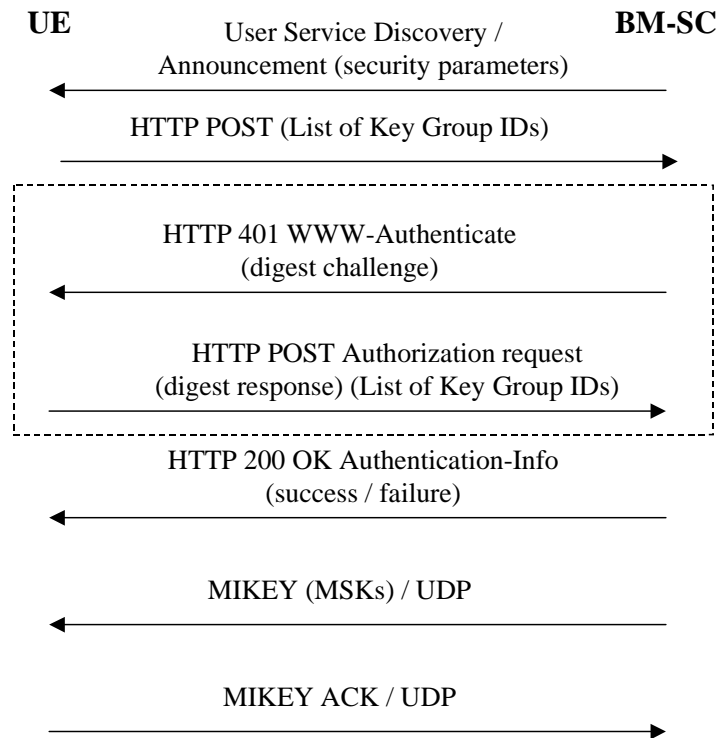 UE
BM-SC
User Service Discovery /
Announcement (security parameters)
HTTP POST (List of Key Group IDs)
HTTP 401 WWW-Authenticate
(digest challenge)
HTTP POST Authorization request
(digest response) (List of Key Group IDs)
HTTP 200 OK Authentication-Info
(success / failure)
MIKEY (MSKs) / UDP
MIKEY ACK / UDP